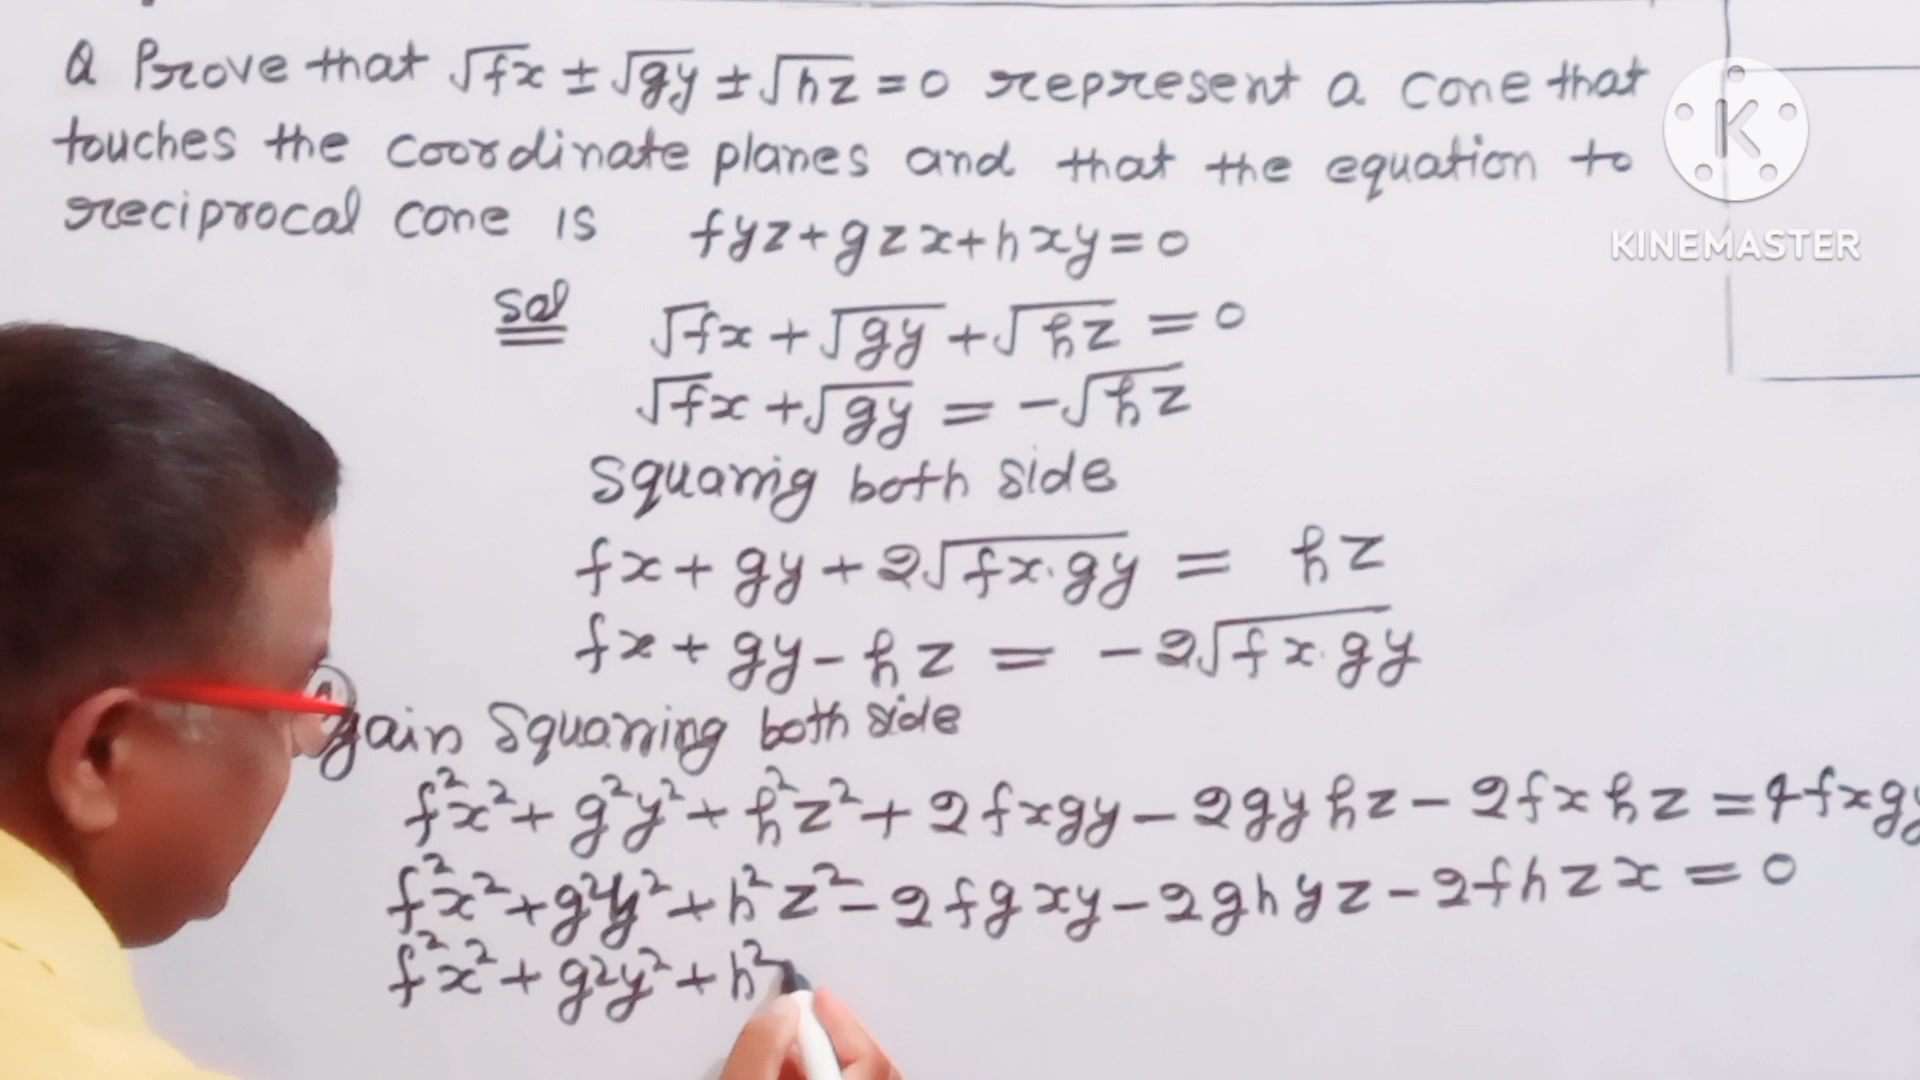 Q Prove that √fx ± √gy ± √hz = 0 represent a cone that
touches the coordinate planes and that the equation to
reciprocal cone is fyz + gzx + hxy = 0
K
KINEMASTER
Sol √fx + √gy + √hz = 0
√fx + √gy = -√hz
Squaring both side
fx + gy + 2√fx·gy = hz
fx + gy - hz = -2√fx·gy
Again Squaring both side
f²x² + g²y² + h²z² + 2fxgy - 2gyhz - 2fxhz = 4fxgy
f²x² + g²y² + h²z² - 2fgxy - 2ghyz - 2fhzx = 0
f²x² + g²y² + h²